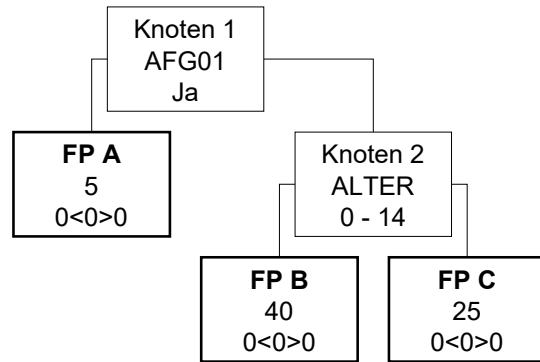 Knoten 1
AFG01
Ja
FP A
5
0<0>0
Knoten 2
ALTER
0 - 14
FP B
40
0<0>0
FP C
25
0<0>0